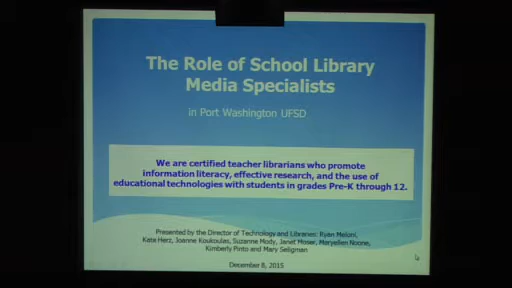 The Role of School Library
Media Specialists
in Port Washington UFSD
We are certified teacher librarians who promote
information literacy, effective research, and the use of
educational technologies with students in grades Pre-K through 12.
Presented by the Director of Technology and Libraries: Ryan Meloni,
Kate Herz, Joanne Koukoulas, Suzanne Mody, Janet Moser, Maryellen Noone,
Kimberly Pinto and Mary Seligman
December 8, 2015